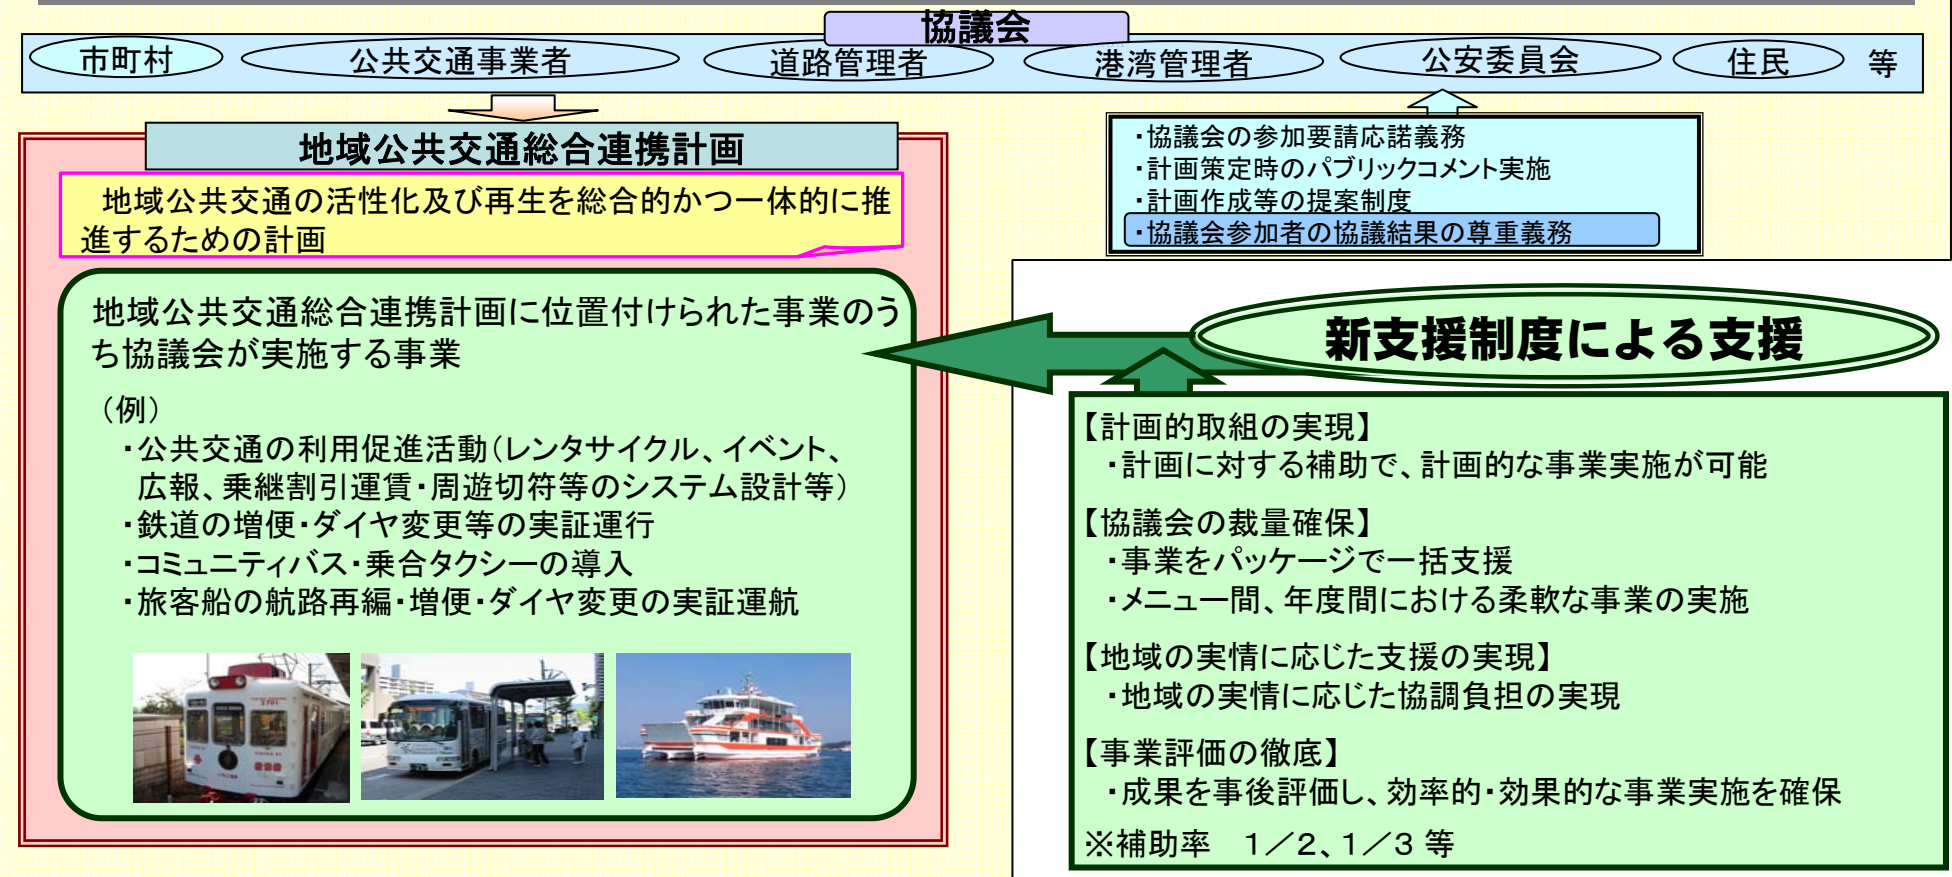 協議会
市町村 公共交通事業者 道路管理者 港湾管理者 公安委員会 住民 等
地域公共交通総合連携計画
地域公共交通の活性化及び再生を総合的かつ一体的に推
進するための計画
・協議会の参加要請応諾義務
・計画策定時のパブリックコメント実施
・計画作成等の提案制度
・協議会参加者の協議結果の尊重義務
地域公共交通総合連携計画に位置付けられた事業のう
ち協議会が実施する事業
（例）
・公共交通の利用促進活動（レンタサイクル、イベント、
広報、乗継割引運賃・周遊切符等のシステム設計等）
・鉄道の増便・ダイヤ変更等の実証運行
・コミュニティバス・乗合タクシーの導入
・旅客船の航路再編・増便・ダイヤ変更の実証運航
新支援制度による支援
【計画的取組の実現】
・計画に対する補助で、計画的な事業実施が可能
【協議会の裁量確保】
・事業をパッケージで一括支援
・メニュー間、年度間における柔軟な事業の実施
【地域の実情に応じた支援の実現】
・地域の実情に応じた協調負担の実現
【事業評価の徹底】
・成果を事後評価し、効率的・効果的な事業実施を確保
※補助率　１／２、１／３ 等